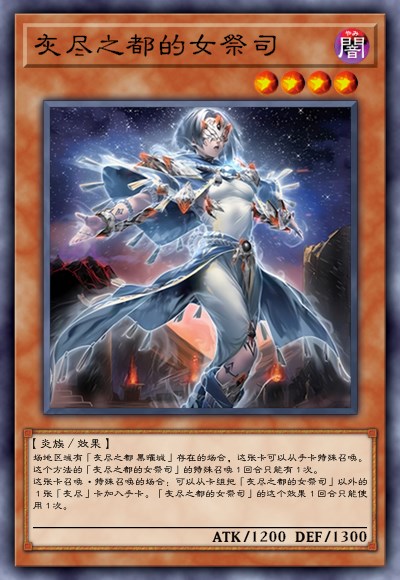 灰尽之都的女祭司
やみ
闇
【炎族／效果】
场地区域有「灰尽之都 黑曜城」存在的场合，这张卡可以从手卡特殊召唤。
这个方法的「灰尽之都的女祭司」的特殊召唤1回合只能有1次。
这张卡召唤·特殊召唤的场合：可以从卡组把「灰尽之都的女祭司」以外的
1张「灰尽」卡加入手卡。「灰尽之都的女祭司」的这个效果1回合只能使
用1次。
ATK/1200 DEF/1300